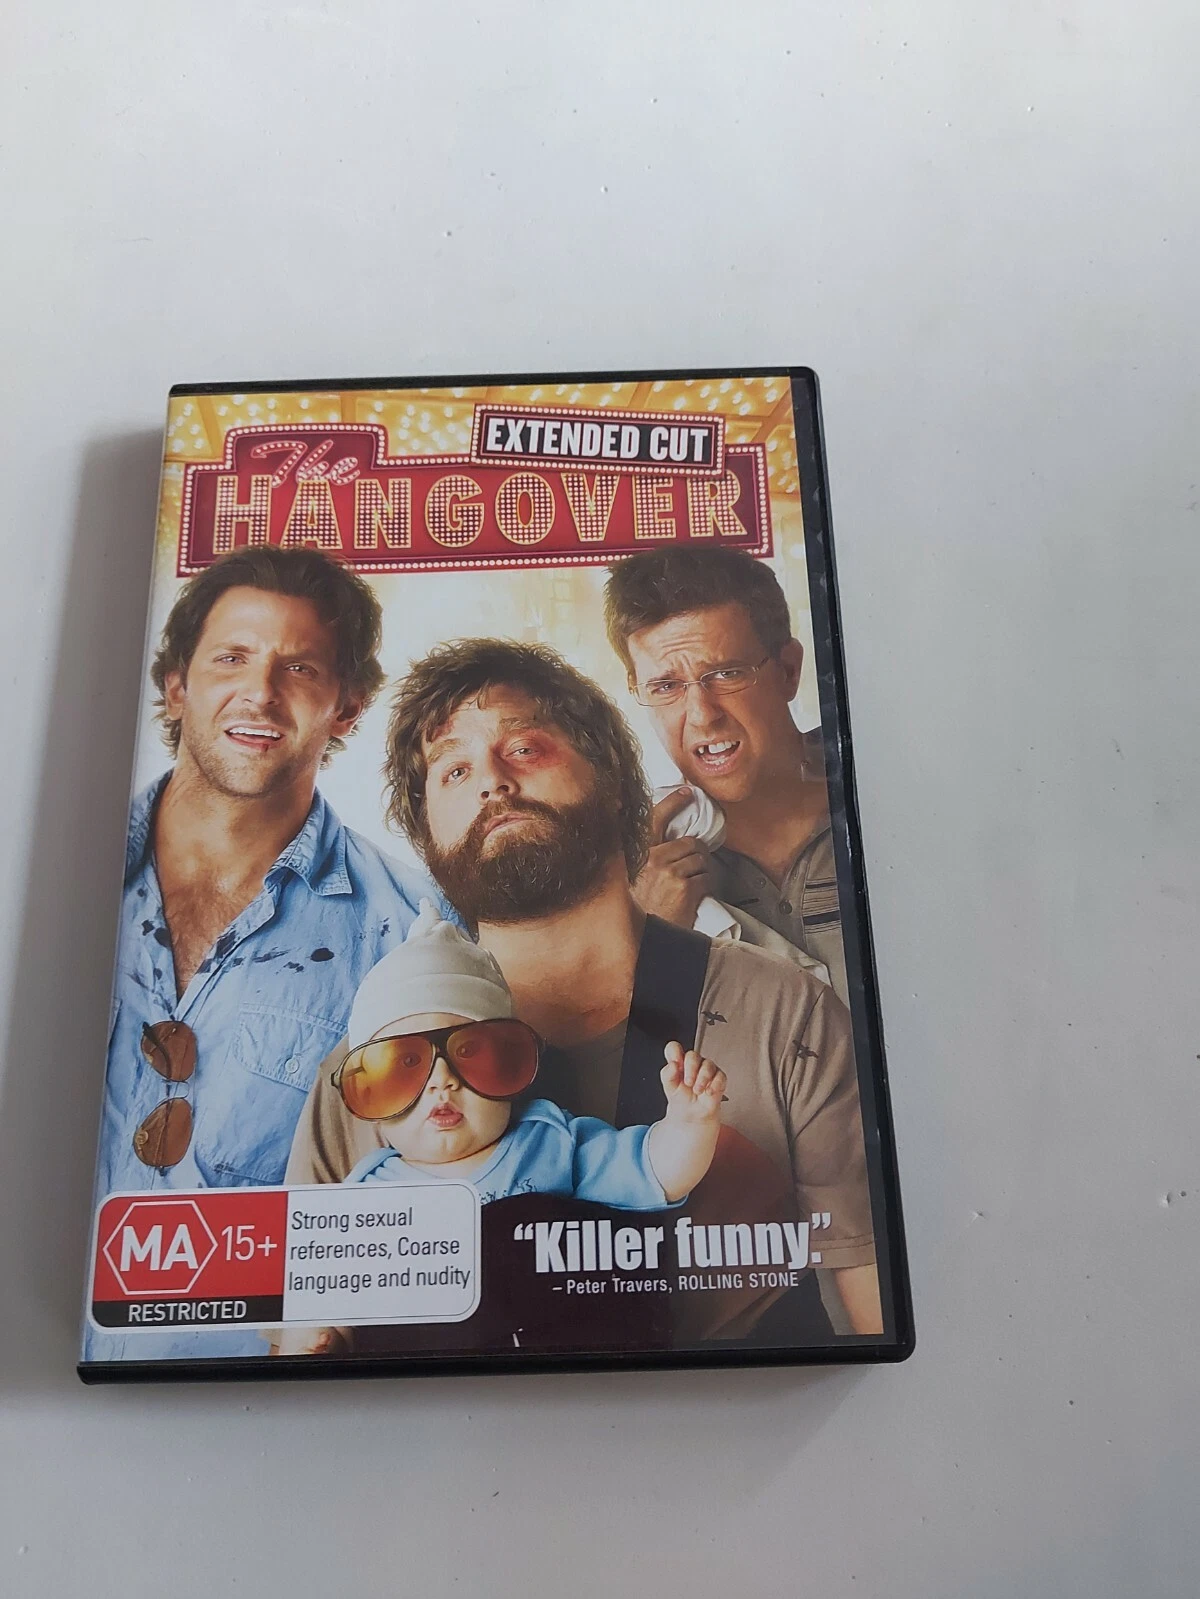 EXTENDED CUT
The
HANGOVER
MA 15+
RESTRICTED
Strong sexual
references, Coarse
language and nudity
“Killer funny.”
– Peter Travers, ROLLING STONE